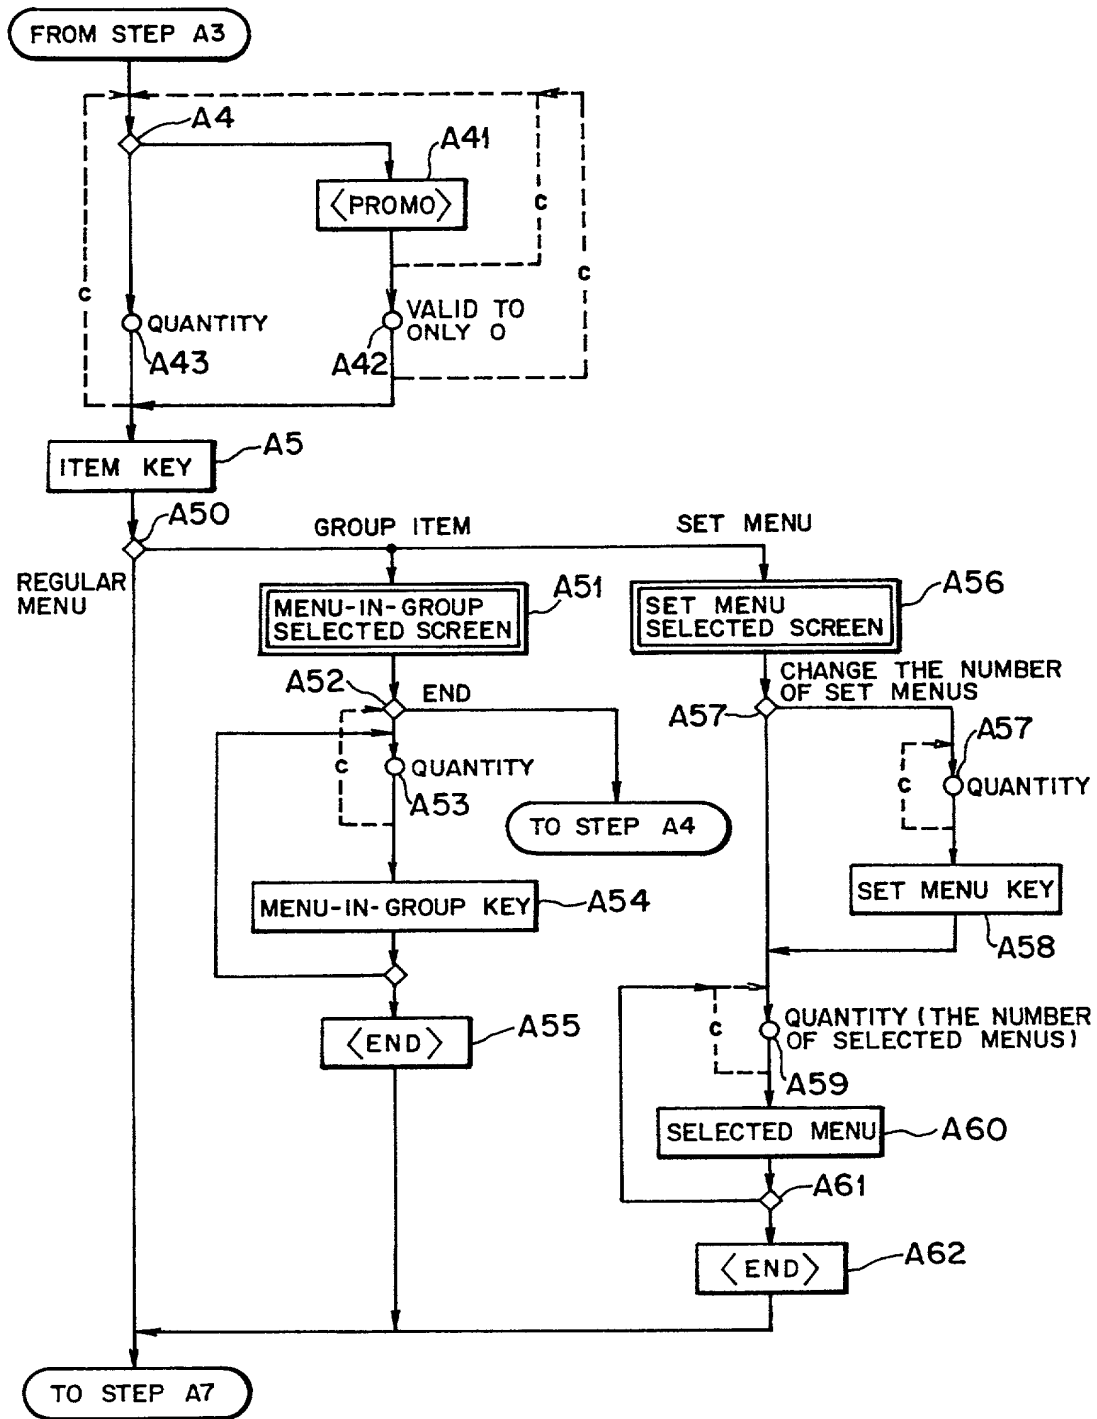 FROM STEP A3
A4
A41
〈PROMO〉
C
C
C
QUANTITY
VALID TO
ONLY 0
A43
A42
A5
ITEM KEY
A50
GROUP ITEM
SET MENU
REGULAR
MENU
A51
MENU-IN-GROUP
SELECTED SCREEN
A56
SET MENU
SELECTED SCREEN
A52
END
CHANGE THE NUMBER
OF SET MENUS
A57
A57
C
QUANTITY
A53
C
QUANTITY
TO STEP A4
MENU-IN-GROUP KEY
A54
SET MENU KEY
A58
C
QUANTITY (THE NUMBER
OF SELECTED MENUS)
A59
〈END〉
A55
SELECTED MENU
A60
A61
〈END〉
A62
TO STEP A7